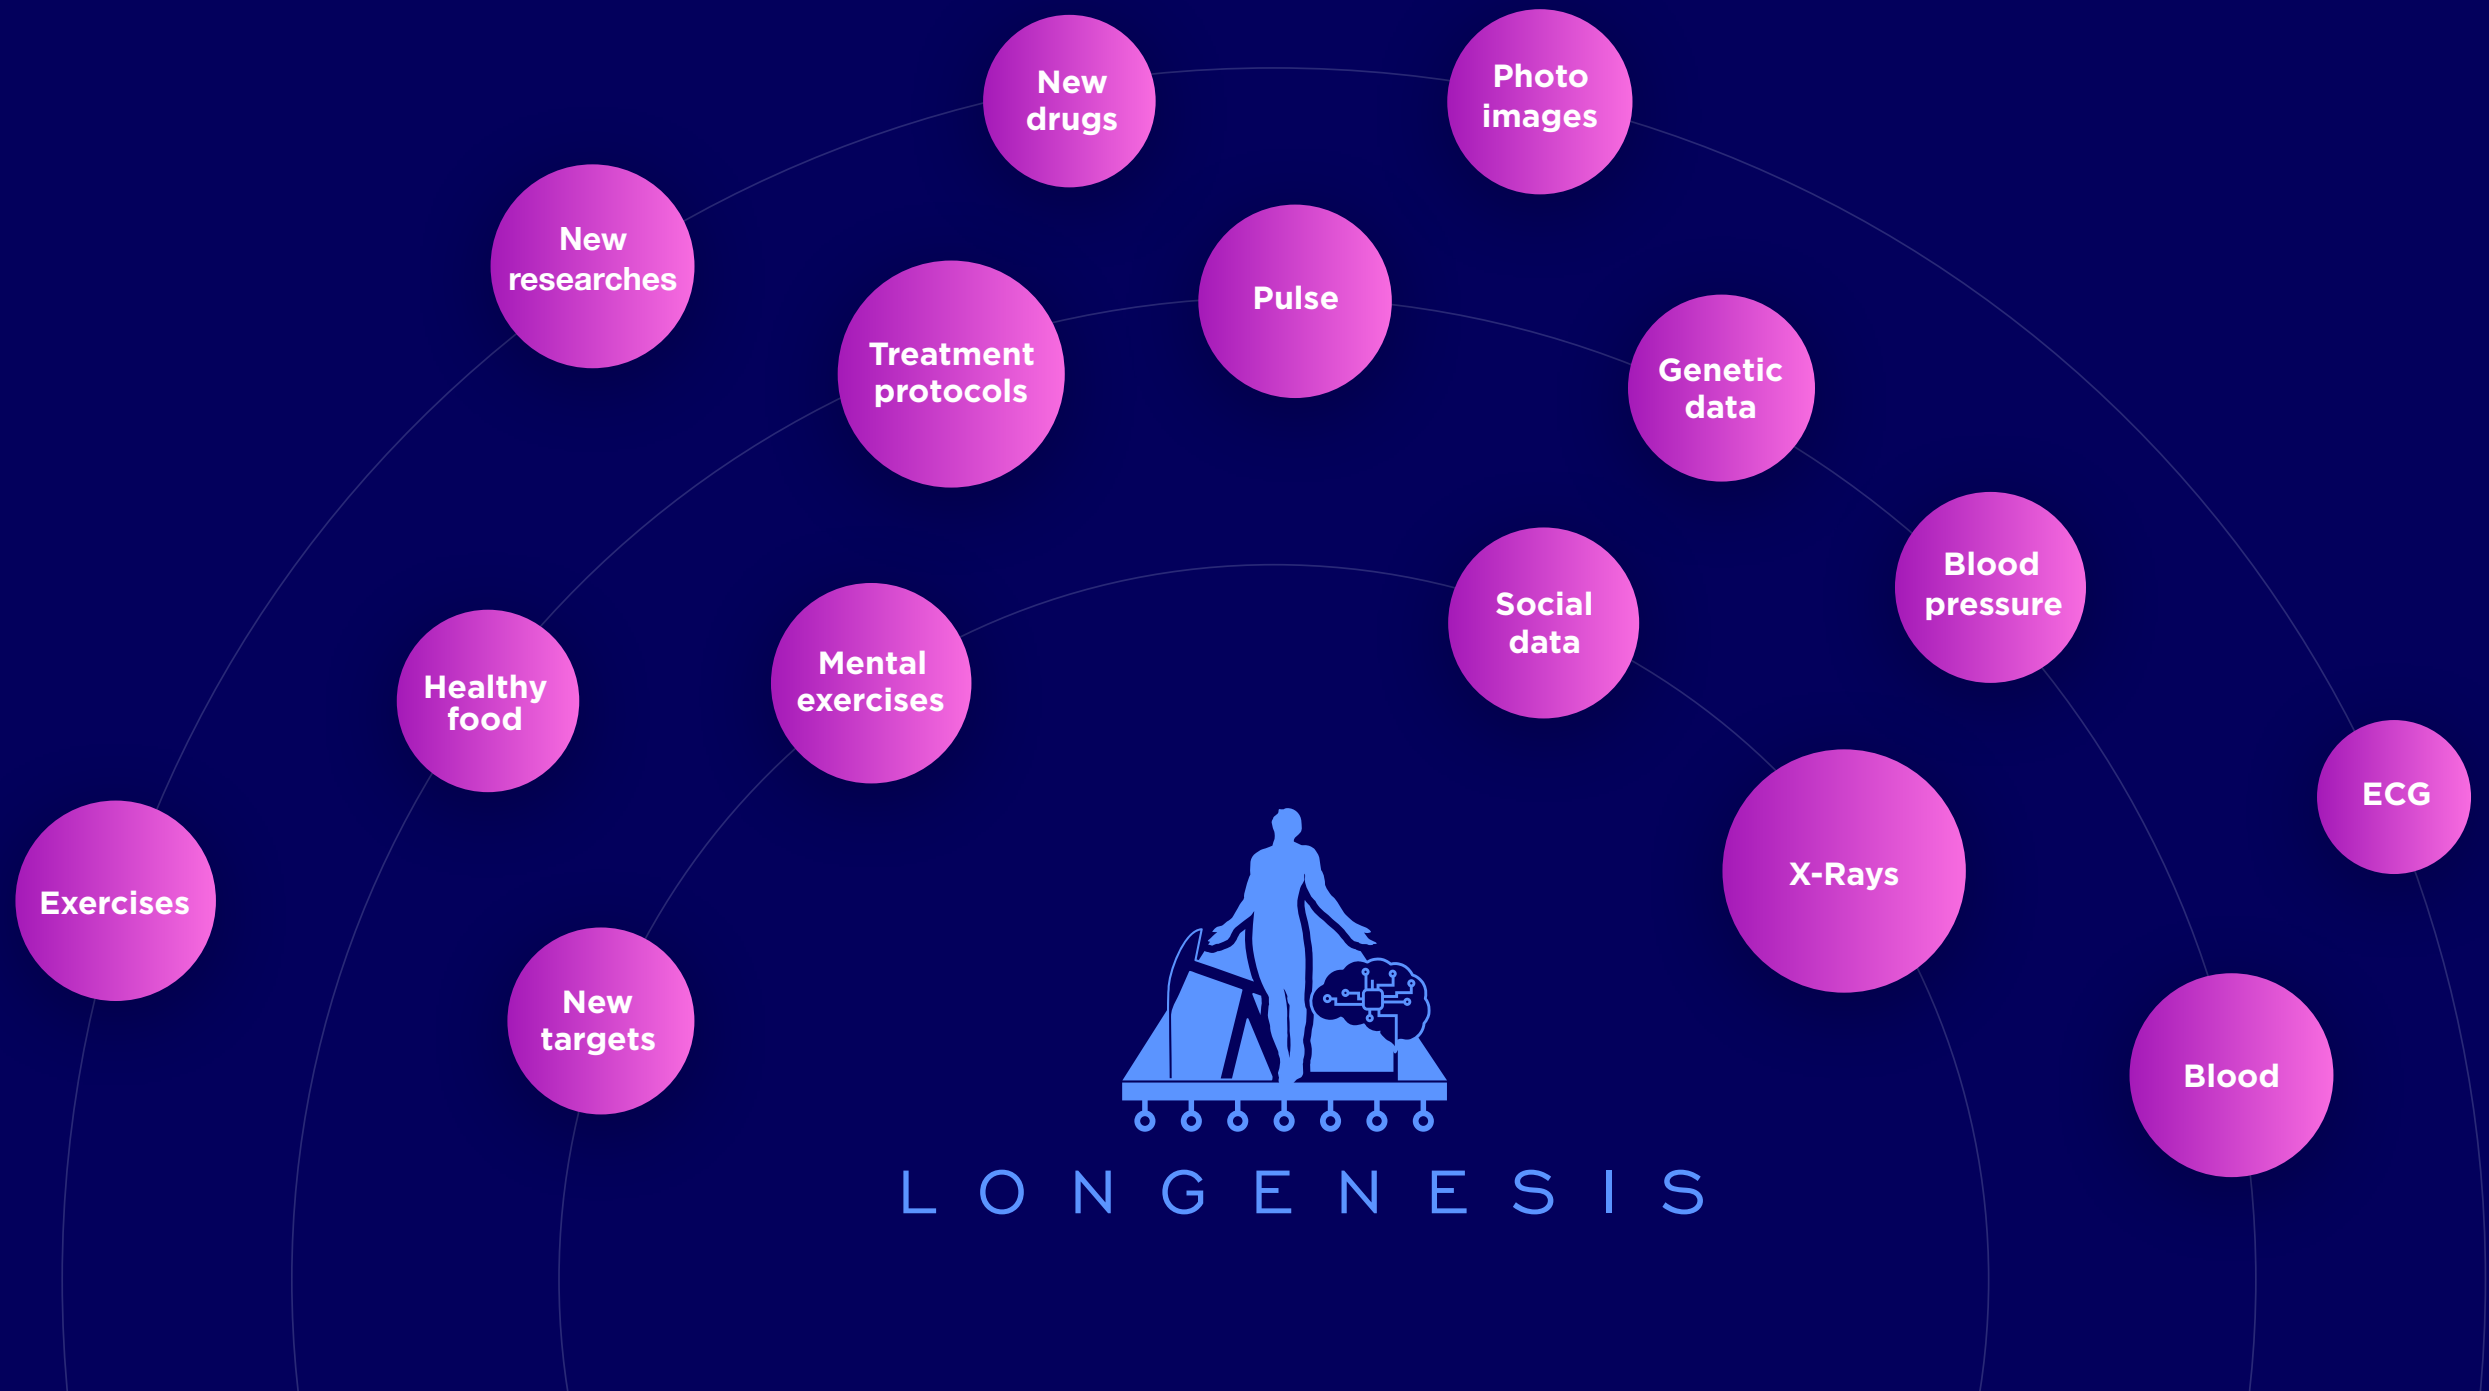 New
drugs
Photo
images
New
researches
Pulse
Treatment
protocols
Genetic
data
Blood
pressure
Social
data
Mental
exercises
Healthy
food
ECG
X-Rays
Exercises
New
targets
Blood
LONGENESIS